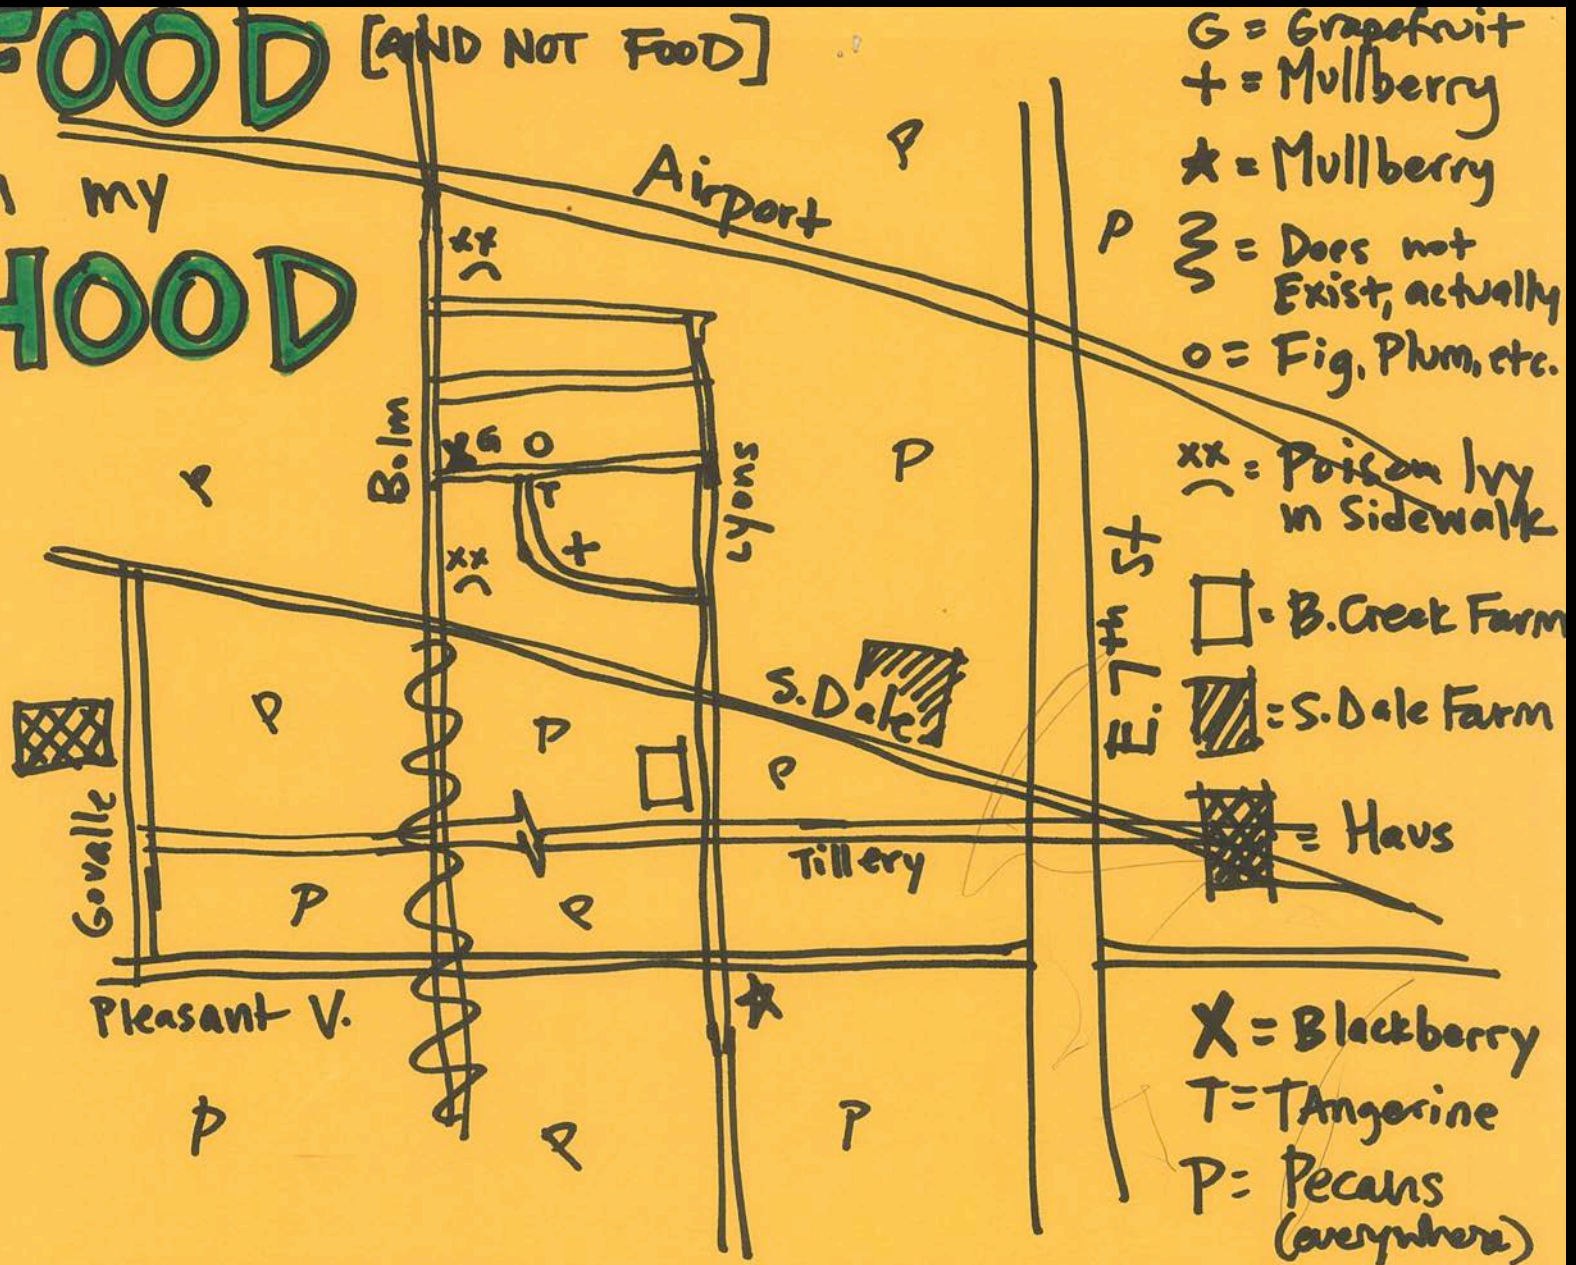 FOOD [AND NOT FOOD]
my
HOOD
G = Grapefruit
+ = Mullberry
★ = Mullberry
= Does not
Exist, actually
O = Fig, Plum, etc.
xx = Poison Ivy
in Sidewalk
= B. Creek Farm
= S. Dale Farm
= Haus
X = Blackberry
T = TAngerine
P = Pecans
(everywhere)
Airport
P
P
xx
Bolm
X G O
T
+
Lyons
P
P
xx
E. 7th St
S. Dale
P
P
P
Govalle
Tillery
P
P
Pleasant V.
★
P
P
P